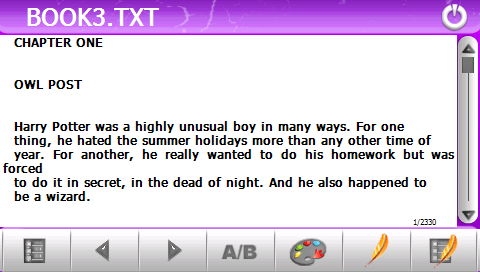 BOOK3.TXT
CHAPTER ONE
OWL POST
Harry Potter was a highly unusual boy in many ways. For one
thing, he hated the summer holidays more than any other time of
year. For another, he really wanted to do his homework but was
forced
to do it in secret, in the dead of night. And he also happened to
be a wizard.
1/2330
A/B